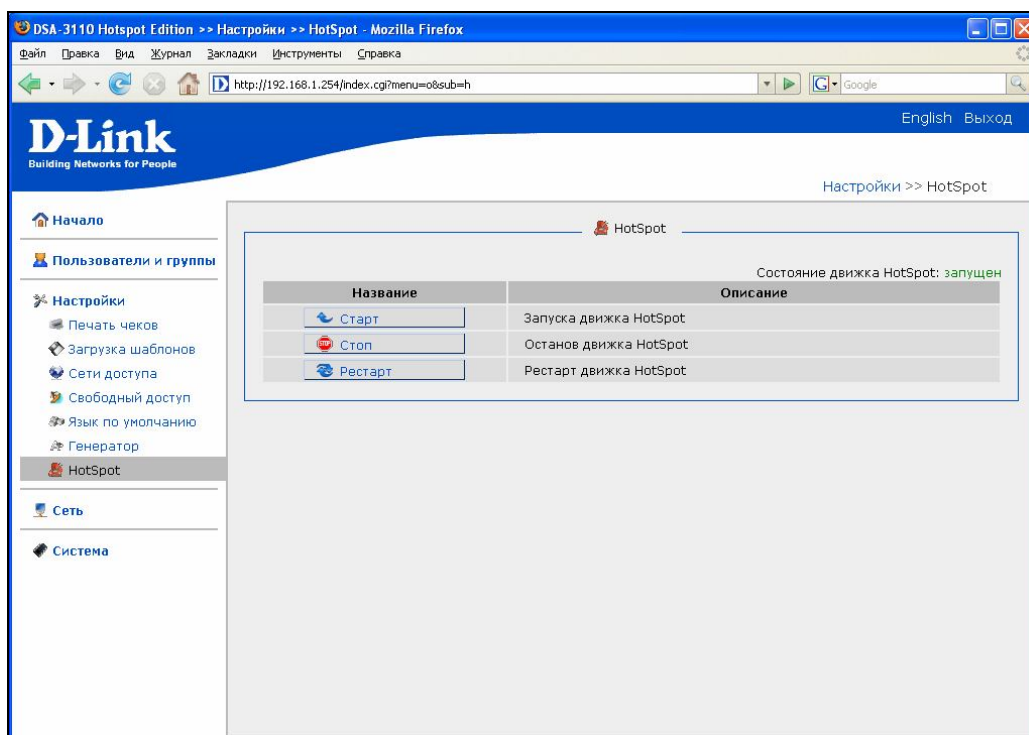 DSA-3110 Hotspot Edition >> Настройки >> HotSpot - Mozilla Firefox
Файл Правка Вид Журнал Закладки Инструменты Справка
http://192.168.1.254/index.cgi?menu=o&sub=h
G Google
English Выход
D-Link
Building Networks for People
Настройки >> HotSpot
Начало
Пользователи и группы
Настройки
Печать чеков
Загрузка шаблонов
Сети доступа
Свободный доступ
Язык по умолчанию
Генератор
HotSpot
Сеть
Система
HotSpot
Состояние движка HotSpot: запущен
Название Описание
Старт Запуска движка HotSpot
STOP Стоп Останов движка HotSpot
Рестарт Рестарт движка HotSpot